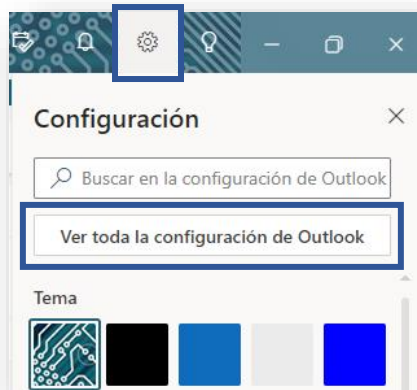 Configuración
Buscar en la configuración de Outlook
Ver toda la configuración de Outlook
Tema